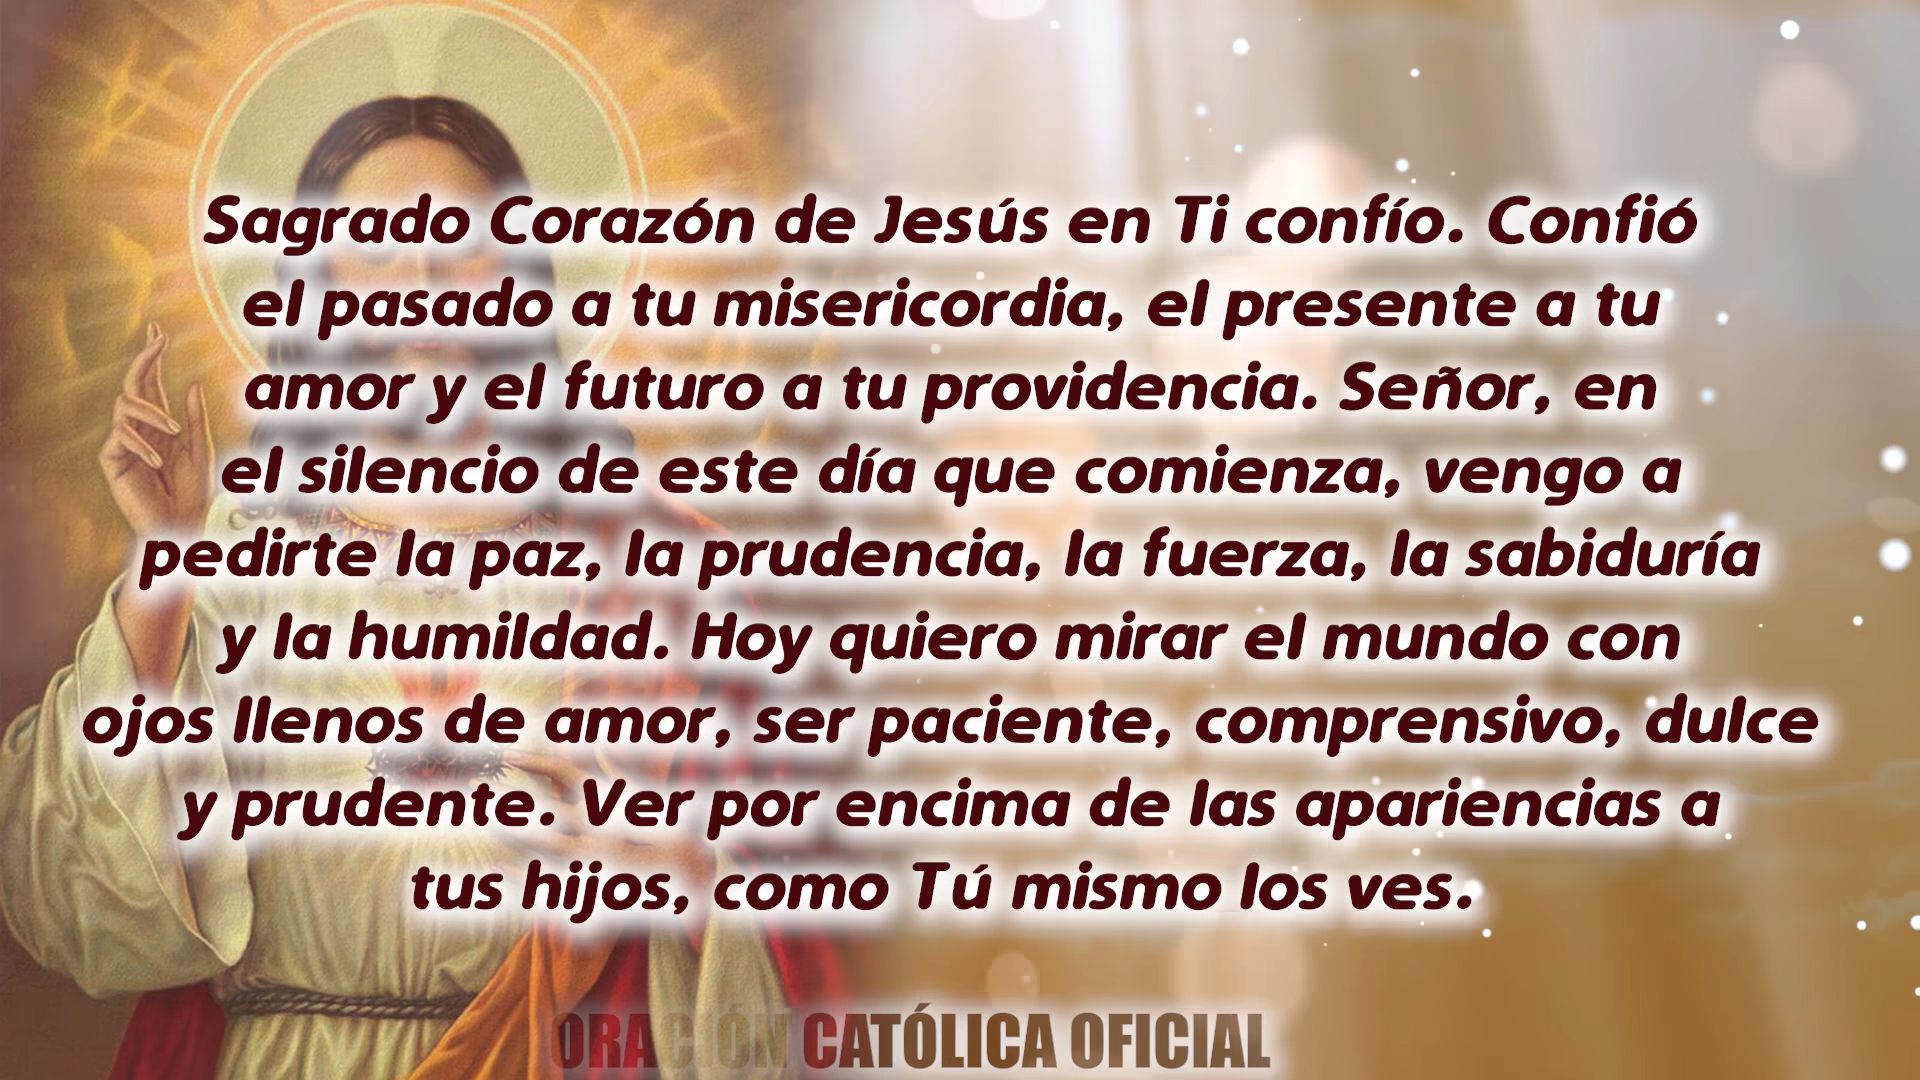 Sagrado Corazón de Jesús en Ti confío. Confió
el pasado a tu misericordia, el presente a tu
amor y el futuro a tu providencia. Señor, en
el silencio de este día que comienza, vengo a
pedirte la paz, la prudencia, la fuerza, la sabiduría
y la humildad. Hoy quiero mirar el mundo con
ojos llenos de amor, ser paciente, comprensivo, dulce
y prudente. Ver por encima de las apariencias a
tus hijos, como Tú mismo los ves.
ORACIÓN CATÓLICA OFICIAL